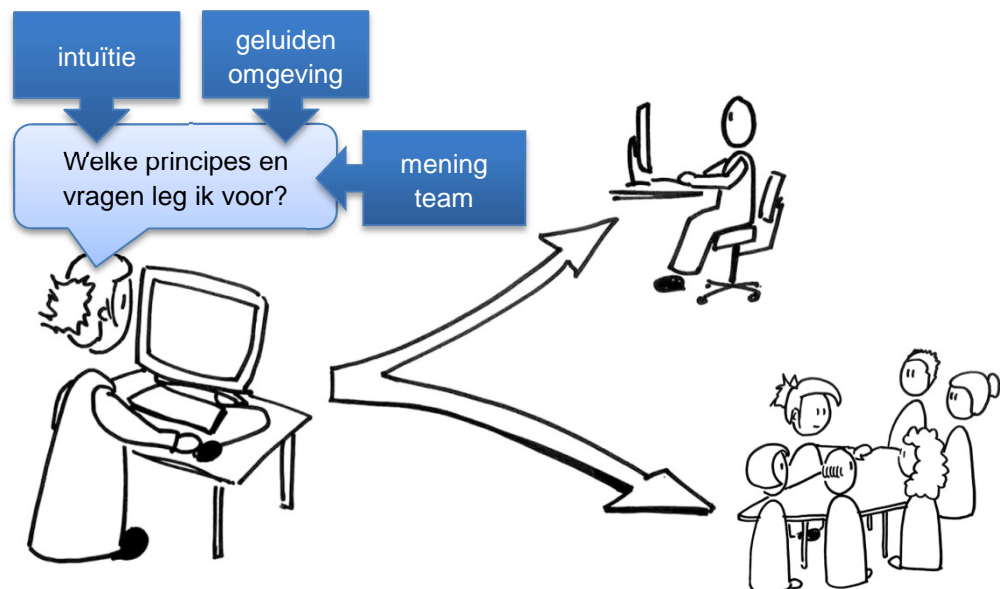 intuïtie
geluiden
omgeving
Welke principes en
vragen leg ik voor?
mening
team